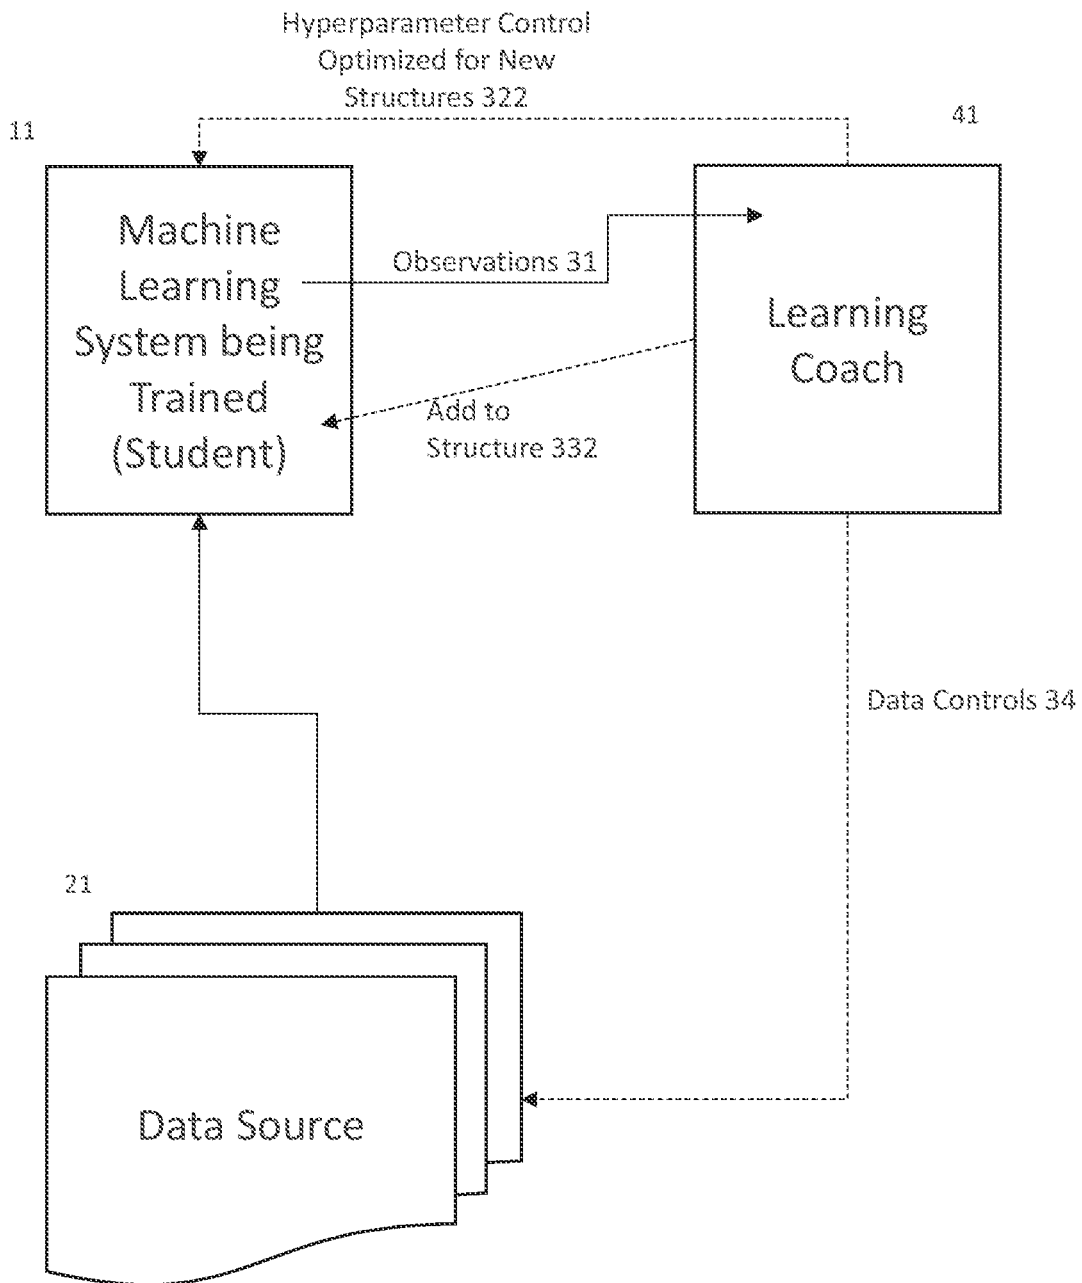 Hyperparameter Control
Optimized for New
Structures 322
11
41
Machine
Learning
System being
Trained
(Student)
Observations 31
Learning
Coach
Add to
Structure 332
Data Controls 34
21
Data Source